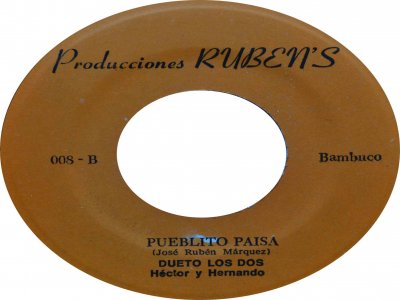 Producciones RUBEN'S
008 - B
Bambuco
PUEBLITO PAISA
(José Rubén Márquez)
DUETO LOS DOS
Héctor y Hernando